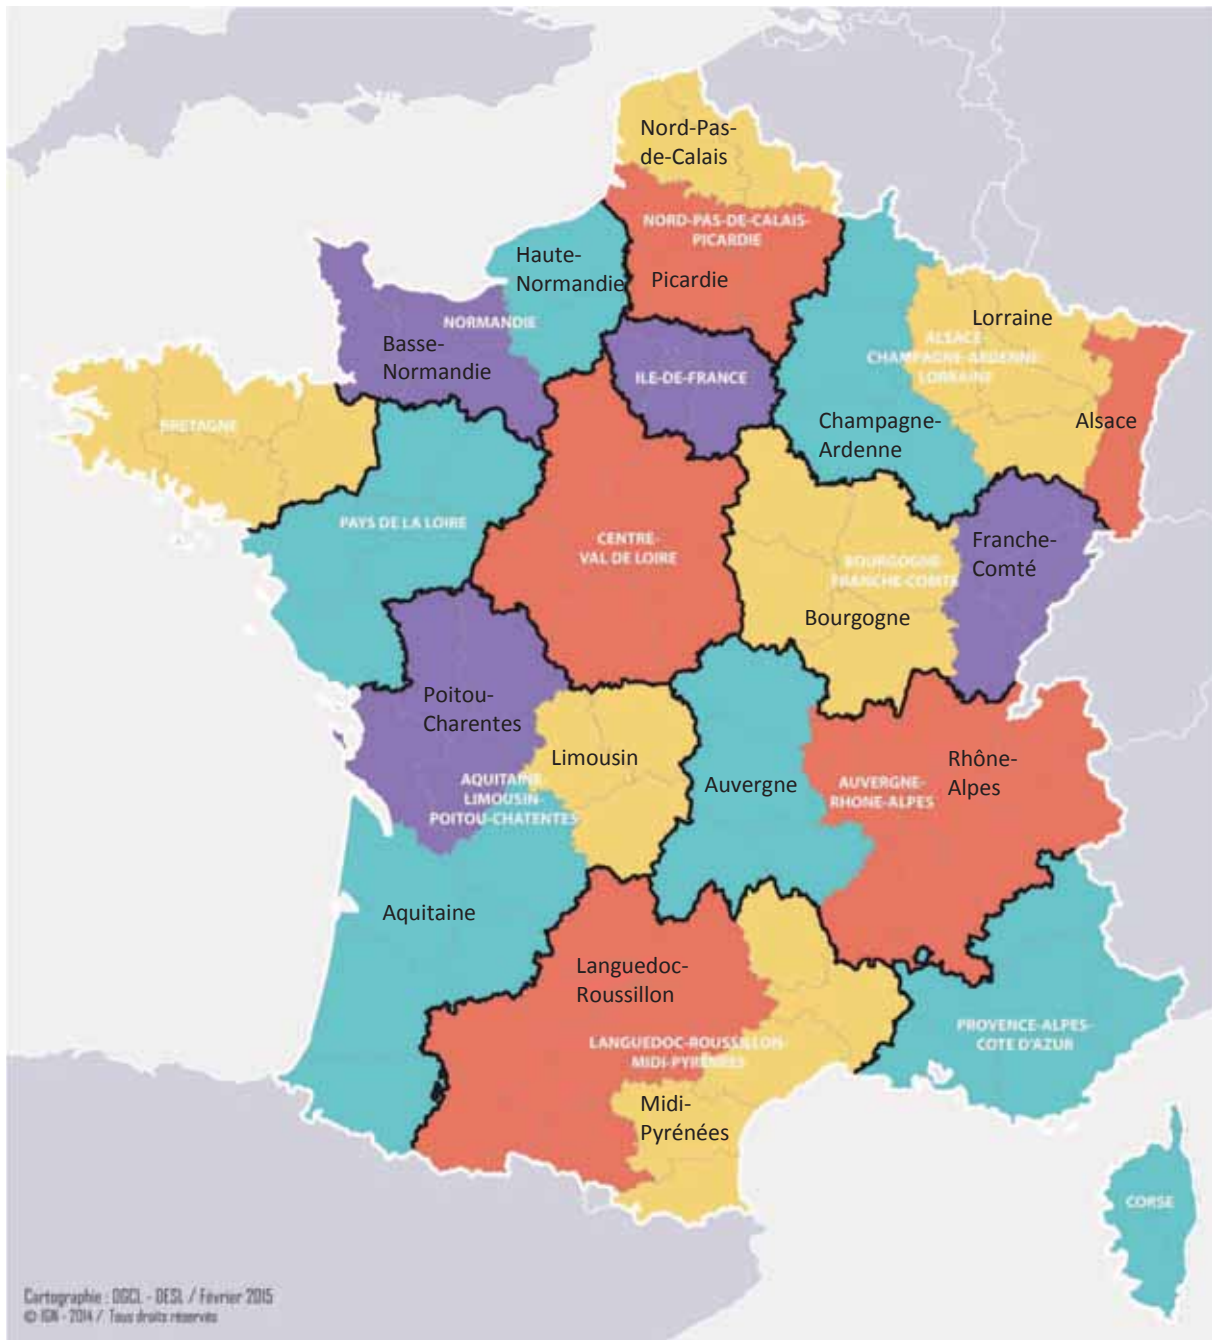 Nord-Pas-
de-Calais
NORD-PAS-DE-CALAIS-
PICARDIE
Picardie
Haute-
Normandie
NORMANDIE
Basse-
Normandie
ILE-DE-FRANCE
Lorraine
ALSACE-
CHAMPAGNE-ARDENNE-
LORRAINE
Champagne-
Ardenne
Alsace
BRETAGNE
PAYS DE LA LOIRE
CENTRE-
VAL DE LOIRE
Franche-
Comté
BOURGOGNE
FRANCHE-COMTE
Bourgogne
Poitou-
Charentes
Limousin
AQUITAINE-
LIMOUSIN-
POITOU-CHATENTES
Auvergne
AUVERGNE-
RHONE-ALPES
Rhône-
Alpes
Aquitaine
Languedoc-
Roussillon
LANGUEDOC-ROUSSILLON-
MIDI-PYRENEES
Midi-
Pyrénées
PROVENCE-ALPES-
COTE D'AZUR
CORSE
Cartographie : DGCL - DESL / Février 2015
© IGN - 2014 / Tous droits réservés